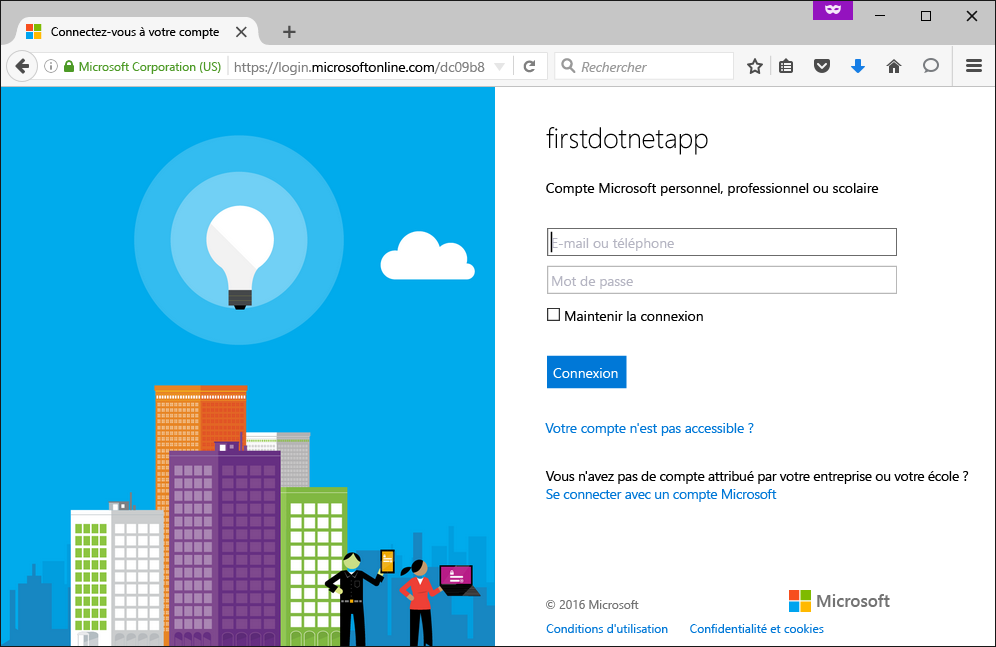 Connectez-vous à votre compte
Microsoft Corporation (US)
https://login.microsoftonline.com/dc09b8
Rechercher
firstdotnetapp
Compte Microsoft personnel, professionnel ou scolaire
E-mail ou téléphone
Mot de passe
Maintenir la connexion
Connexion
Votre compte n'est pas accessible ?
Vous n'avez pas de compte attribué par votre entreprise ou votre école ?
Se connecter avec un compte Microsoft
© 2016 Microsoft
Microsoft
Conditions d'utilisation
Confidentialité et cookies